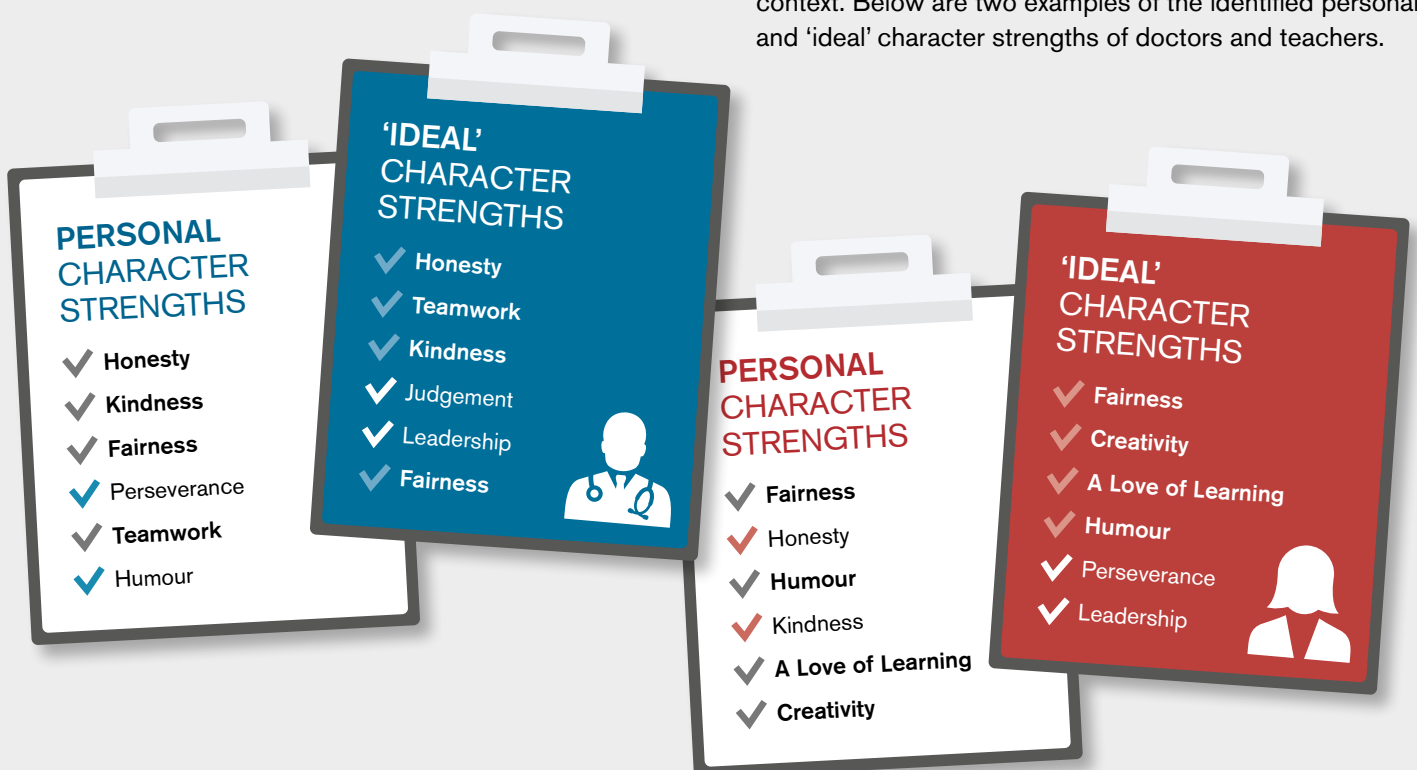 context. Below are two examples of the identified personal
and ‘ideal’ character strengths of doctors and teachers.
PERSONAL
CHARACTER
STRENGTHS
Honesty
Kindness
Fairness
Perseverance
Teamwork
Humour
‘IDEAL’
CHARACTER
STRENGTHS
Honesty
Teamwork
Kindness
Judgement
Leadership
Fairness
PERSONAL
CHARACTER
STRENGTHS
Fairness
Honesty
Humour
Kindness
A Love of Learning
Creativity
‘IDEAL’
CHARACTER
STRENGTHS
Fairness
Creativity
A Love of Learning
Humour
Perseverance
Leadership